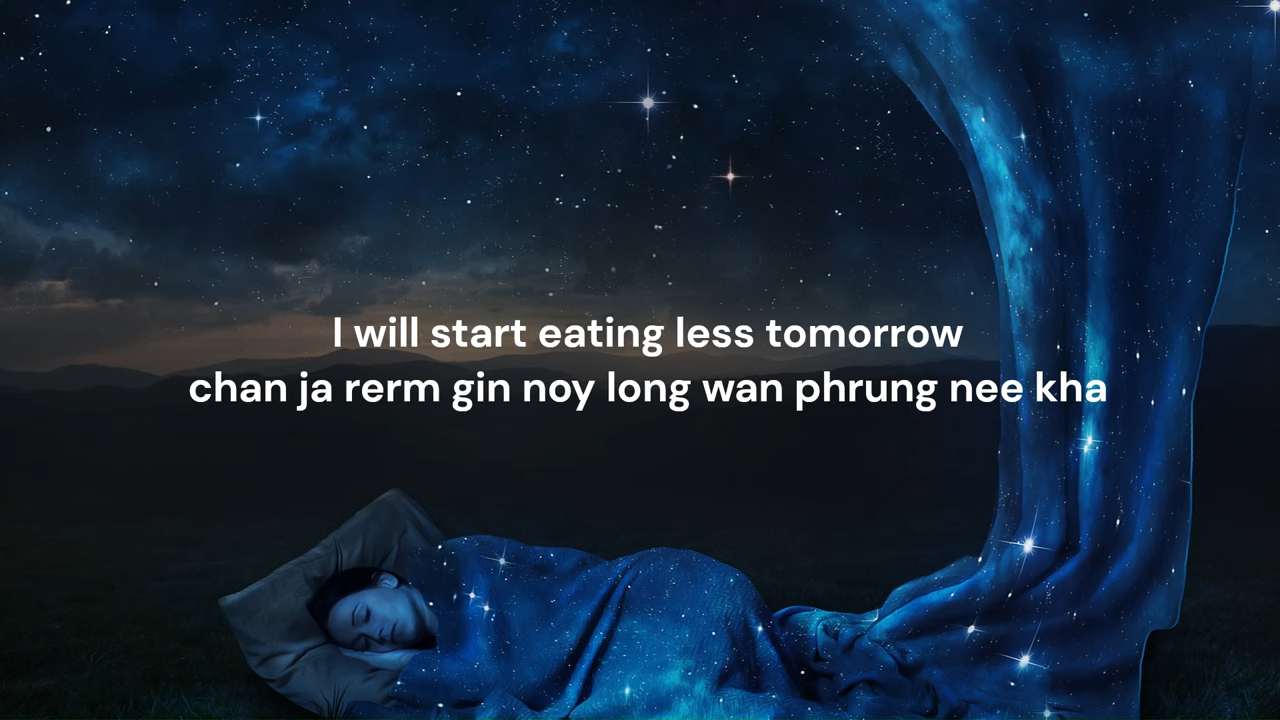 I will start eating less tomorrow
chan ja rerm gin noy long wan phrung nee kha